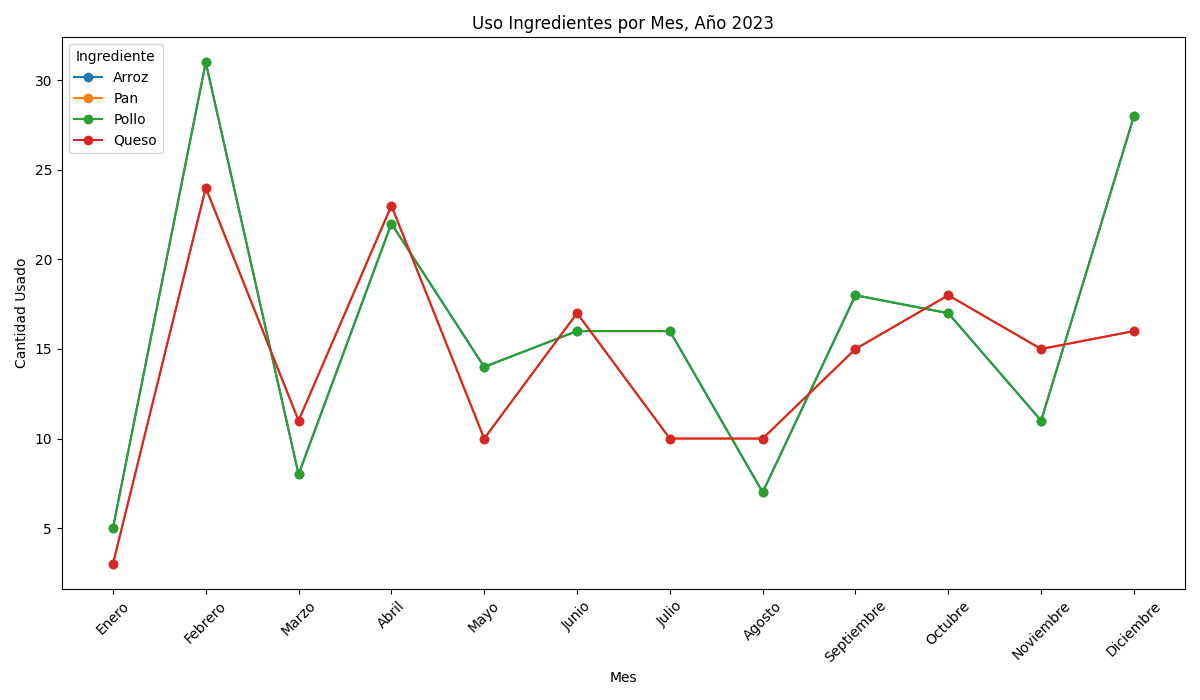 Uso Ingredientes por Mes, Año 2023
Ingrediente
Arroz
Pan
Pollo
Queso
Cantidad Usado
30
25
20
15
10
5
Enero
Febrero
Marzo
Abril
Mayo
Junio
Julio
Agosto
Septiembre
Octubre
Noviembre
Diciembre
Mes